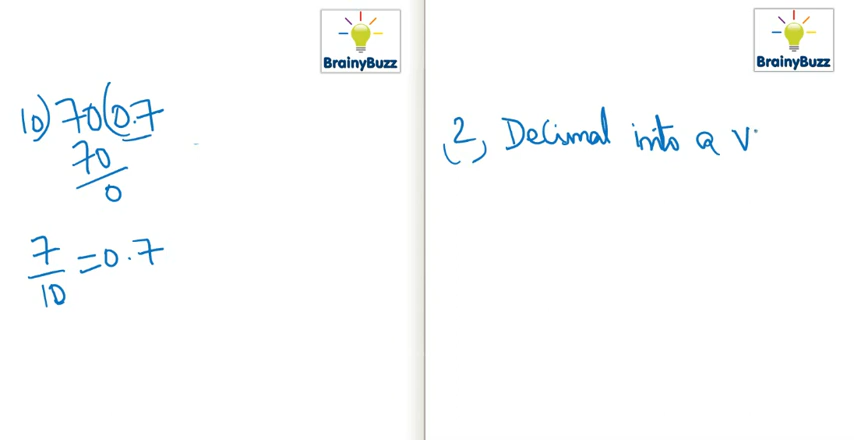 BrainyBuzz
10)70(0.7
70
0
7/10 = 0.7
BrainyBuzz
(2) Decimal into a v